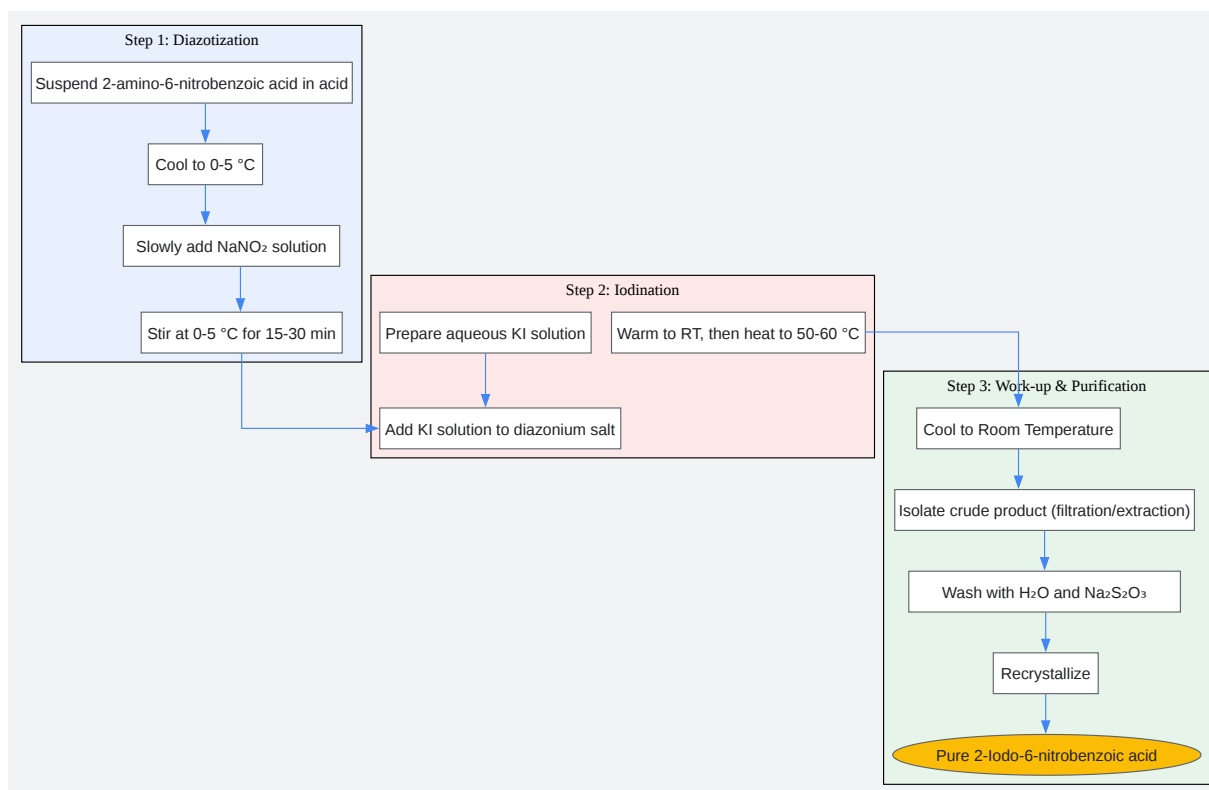 Step 1: Diazotization
Suspend 2-amino-6-nitrobenzoic acid in acid
Cool to 0-5 °C
Slowly add NaNO₂ solution
Stir at 0-5 °C for 15-30 min
Step 2: Iodination
Prepare aqueous KI solution
Warm to RT, then heat to 50-60 °C
Add KI solution to diazonium salt
Step 3: Work-up & Purification
Cool to Room Temperature
Isolate crude product (filtration/extraction)
Wash with H₂O and Na₂S₂O₃
Recrystallize
Pure 2-Iodo-6-nitrobenzoic acid